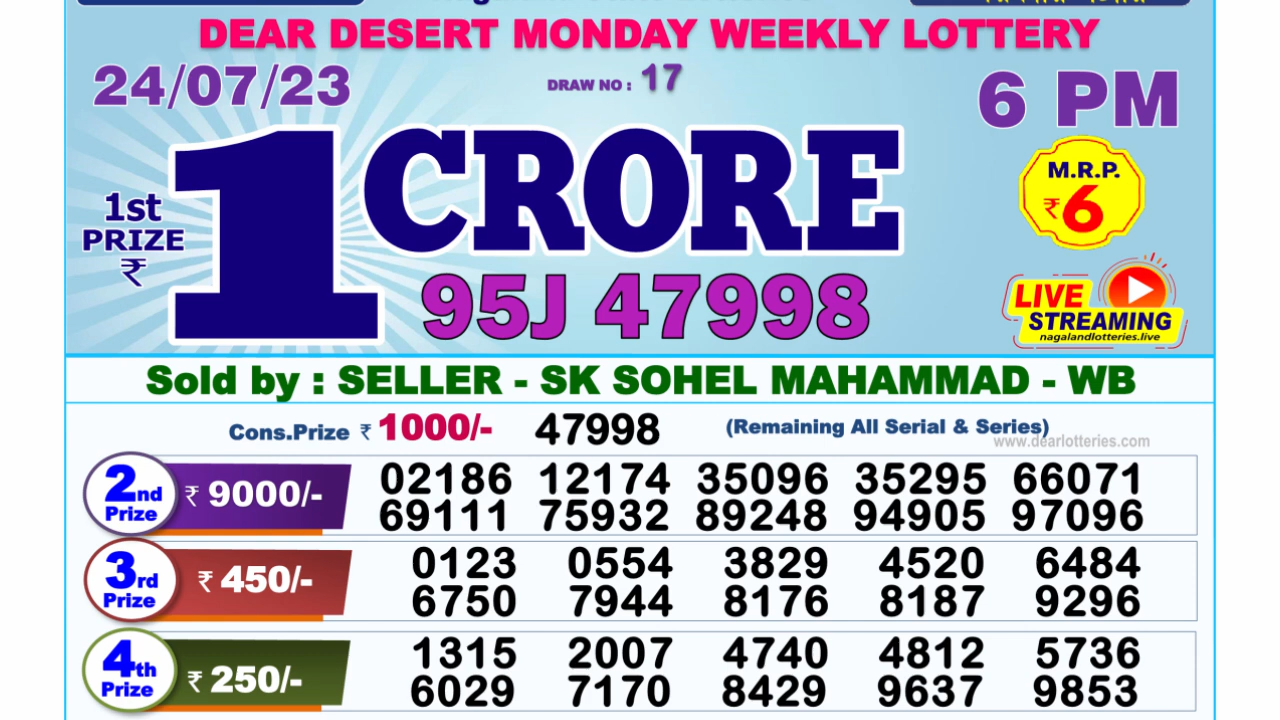 DEAR DESERT MONDAY WEEKLY LOTTERY
24/07/23
DRAW NO : 17
6 PM
1st
PRIZE
₹
1 CRORE
95J 47998
M.R.P.
₹6
LIVE
STREAMING
nagalandlotteries.live
Sold by : SELLER - SK SOHEL MAHAMMAD - WB
Cons.Prize ₹ 1000/- 47998 (Remaining All Serial & Series)
www.dearlotteries.com
2nd Prize ₹ 9000/-
02186 12174 35096 35295 66071
69111 75932 89248 94905 97096
3rd Prize ₹ 450/-
0123 0554 3829 4520 6484
6750 7944 8176 8187 9296
4th Prize ₹ 250/-
1315 2007 4740 4812 5736
6029 7170 8429 9637 9853